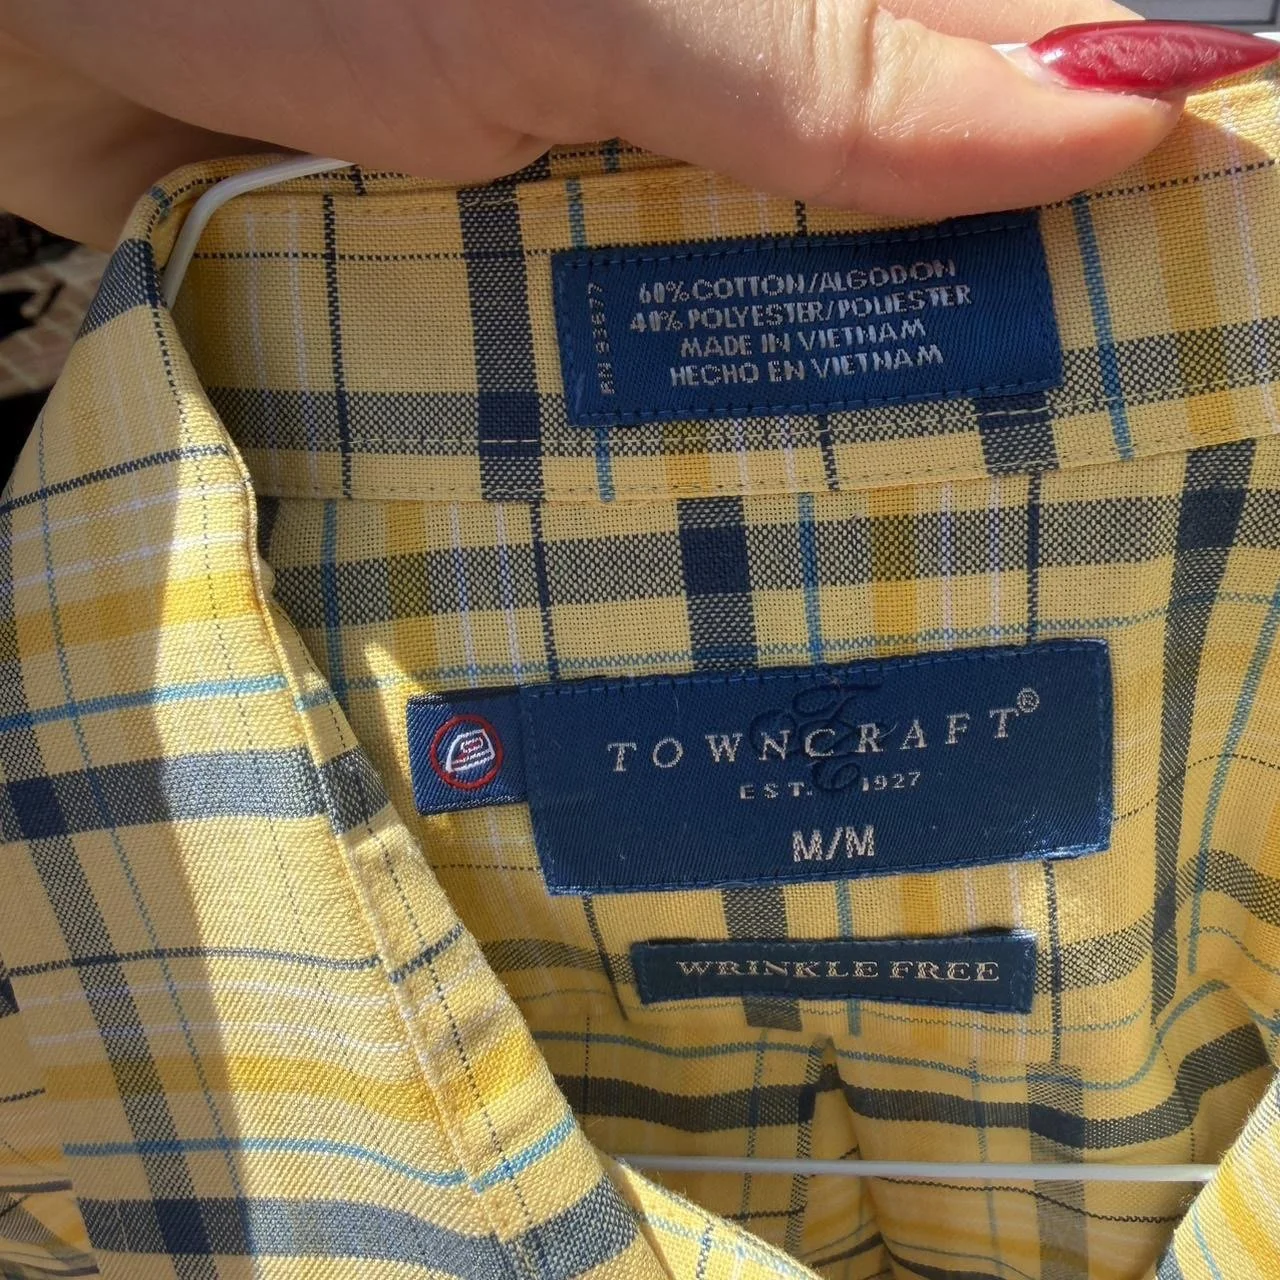 60% COTTON/ALGODON
40% POLYESTER/POLIESTER
MADE IN VIETNAM
HECHO EN VIETNAM
RN 93677
TOWNCRAFT®
EST. 1927
M/M
WRINKLE FREE